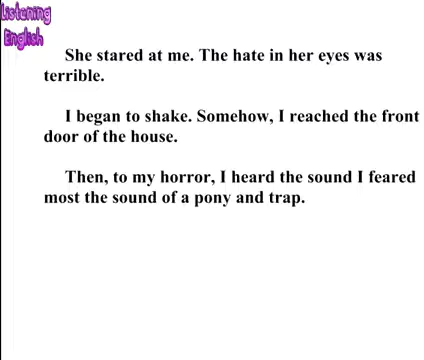 Listening
English
She stared at me. The hate in her eyes was
terrible.
I began to shake. Somehow, I reached the front
door of the house.
Then, to my horror, I heard the sound I feared
most the sound of a pony and trap.